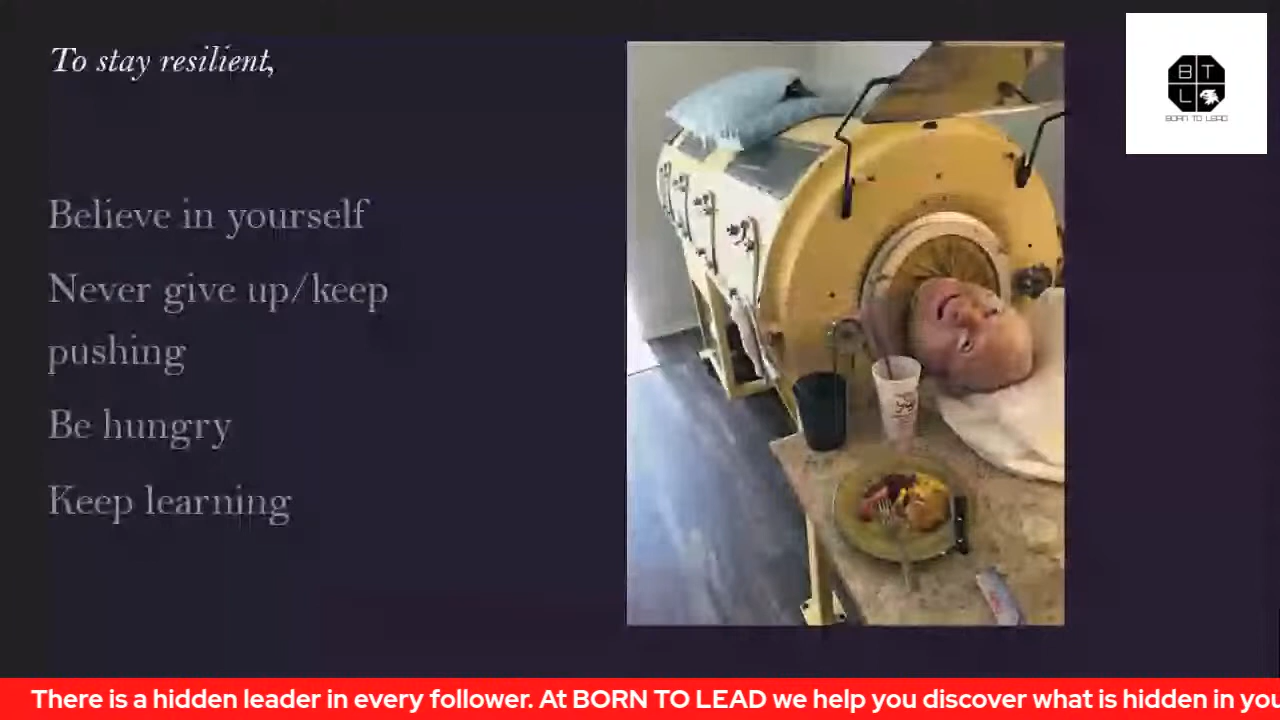 To stay resilient,
Believe in yourself
Never give up/keep
pushing
Be hungry
Keep learning
B T
L
BORN TO LEAD
There is a hidden leader in every follower. At BORN TO LEAD we help you discover what is hidden in you